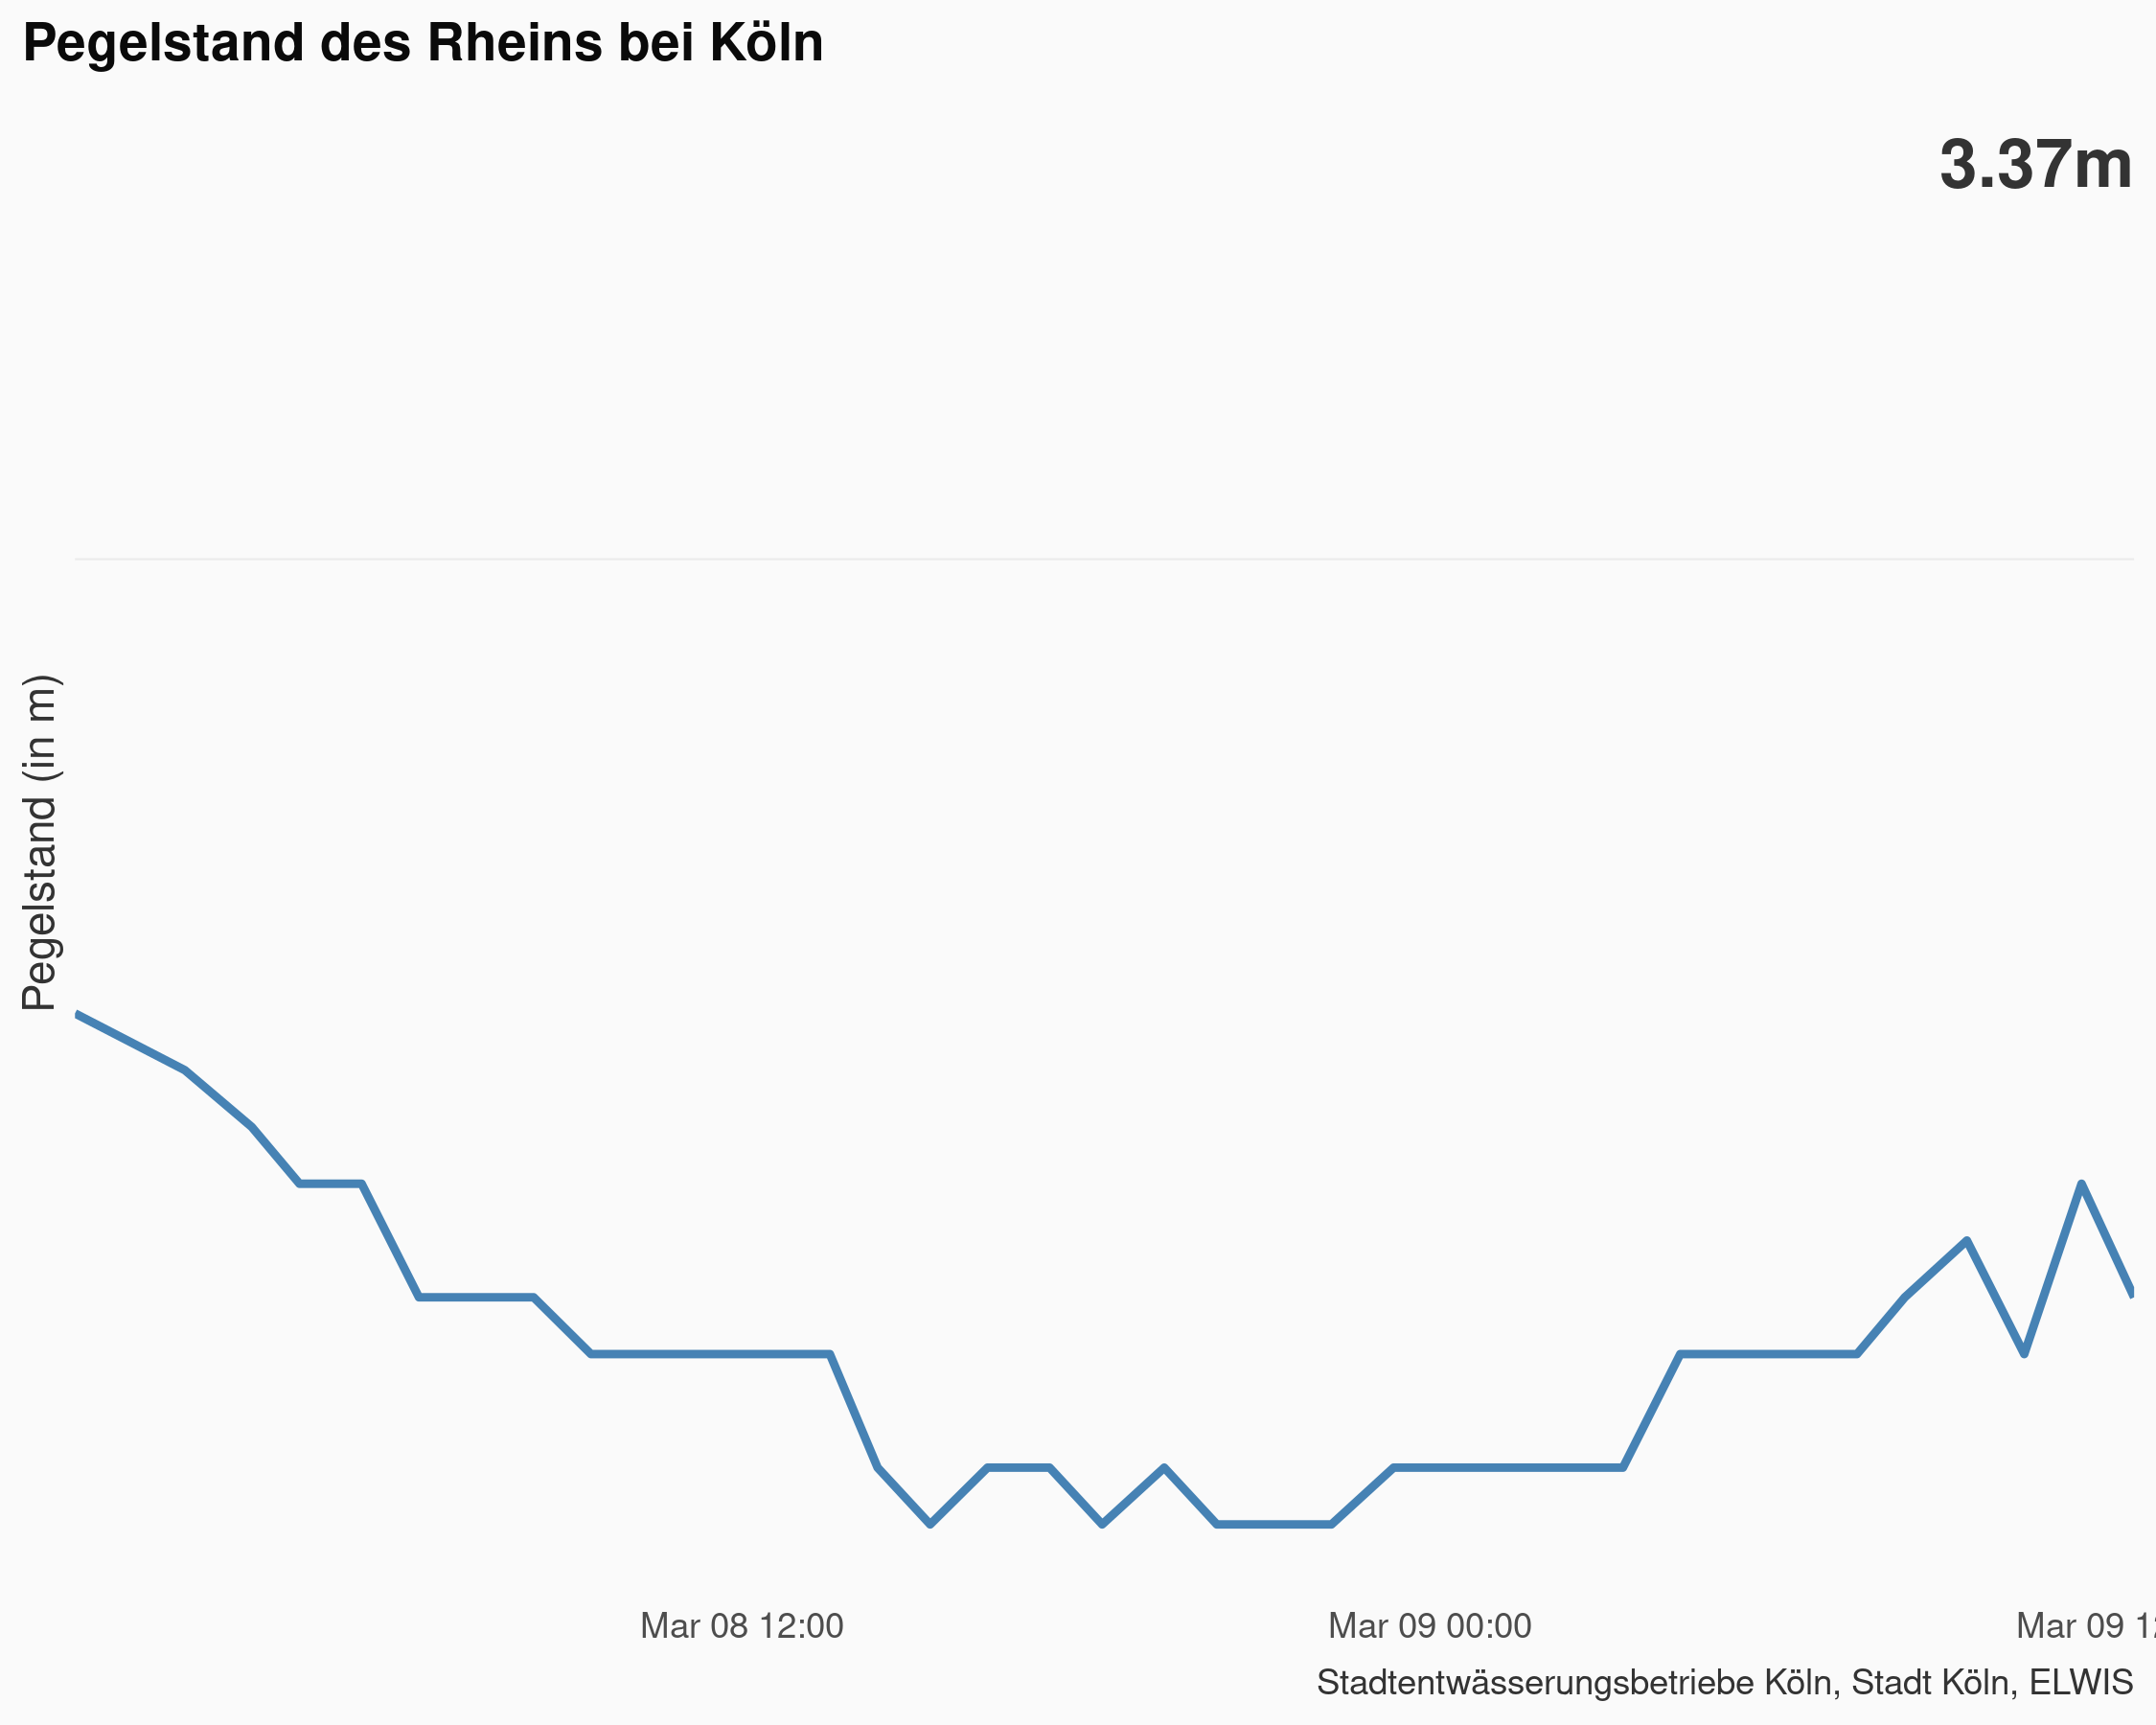 Pegelstand des Rheins bei Köln
3.37m
Pegelstand (in m)
Mar 08 12:00
Mar 09 00:00
Mar 09
Stadtentwässerungsbetriebe Köln, Stadt Köln, ELWIS